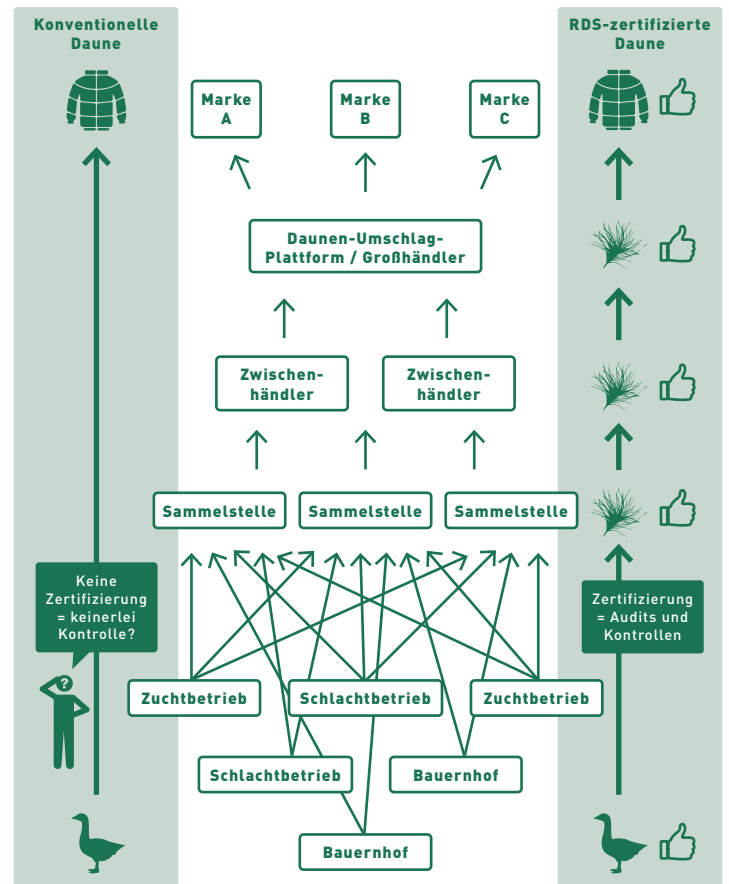 Konventionelle
Daune
RDS-zertifizierte
Daune
Marke
A
Marke
B
Marke
C
Daunen-Umschlag-
Plattform / Großhändler
Zwischen-
händler
Zwischen-
händler
Sammelstelle
Sammelstelle
Sammelstelle
Keine
Zertifizierung
= keinerlei
Kontrolle?
Zertifizierung
= Audits und
Kontrollen
?
Zuchtbetrieb
Schlachtbetrieb
Zuchtbetrieb
Schlachtbetrieb
Bauernhof
Bauernhof